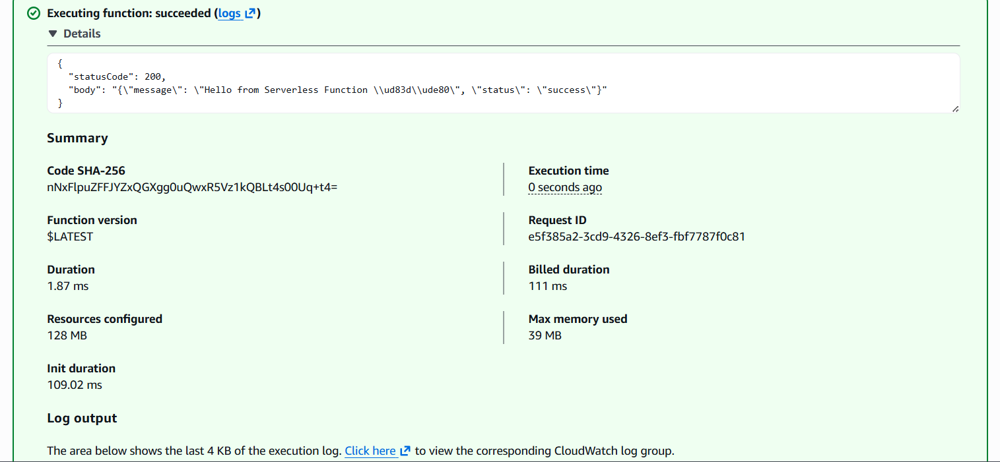 Executing function: succeeded (logs)
Details
{
"statusCode": 200,
"body": "{\"message\": \"Hello from Serverless Function \\ud83d\\ude80\", \"status\": \"success\"}"
}
Summary
Code SHA-256
nNxFlpuZFFJYZxQGXgg0uQwxR5Vz1kQBLt4s00Uq+t4=
Execution time
0 seconds ago
Function version
$LATEST
Request ID
e5f385a2-3cd9-4326-8ef3-fbf7787f0c81
Duration
1.87 ms
Billed duration
111 ms
Resources configured
128 MB
Max memory used
39 MB
Init duration
109.02 ms
Log output
The area below shows the last 4 KB of the execution log. Click here to view the corresponding CloudWatch log group.